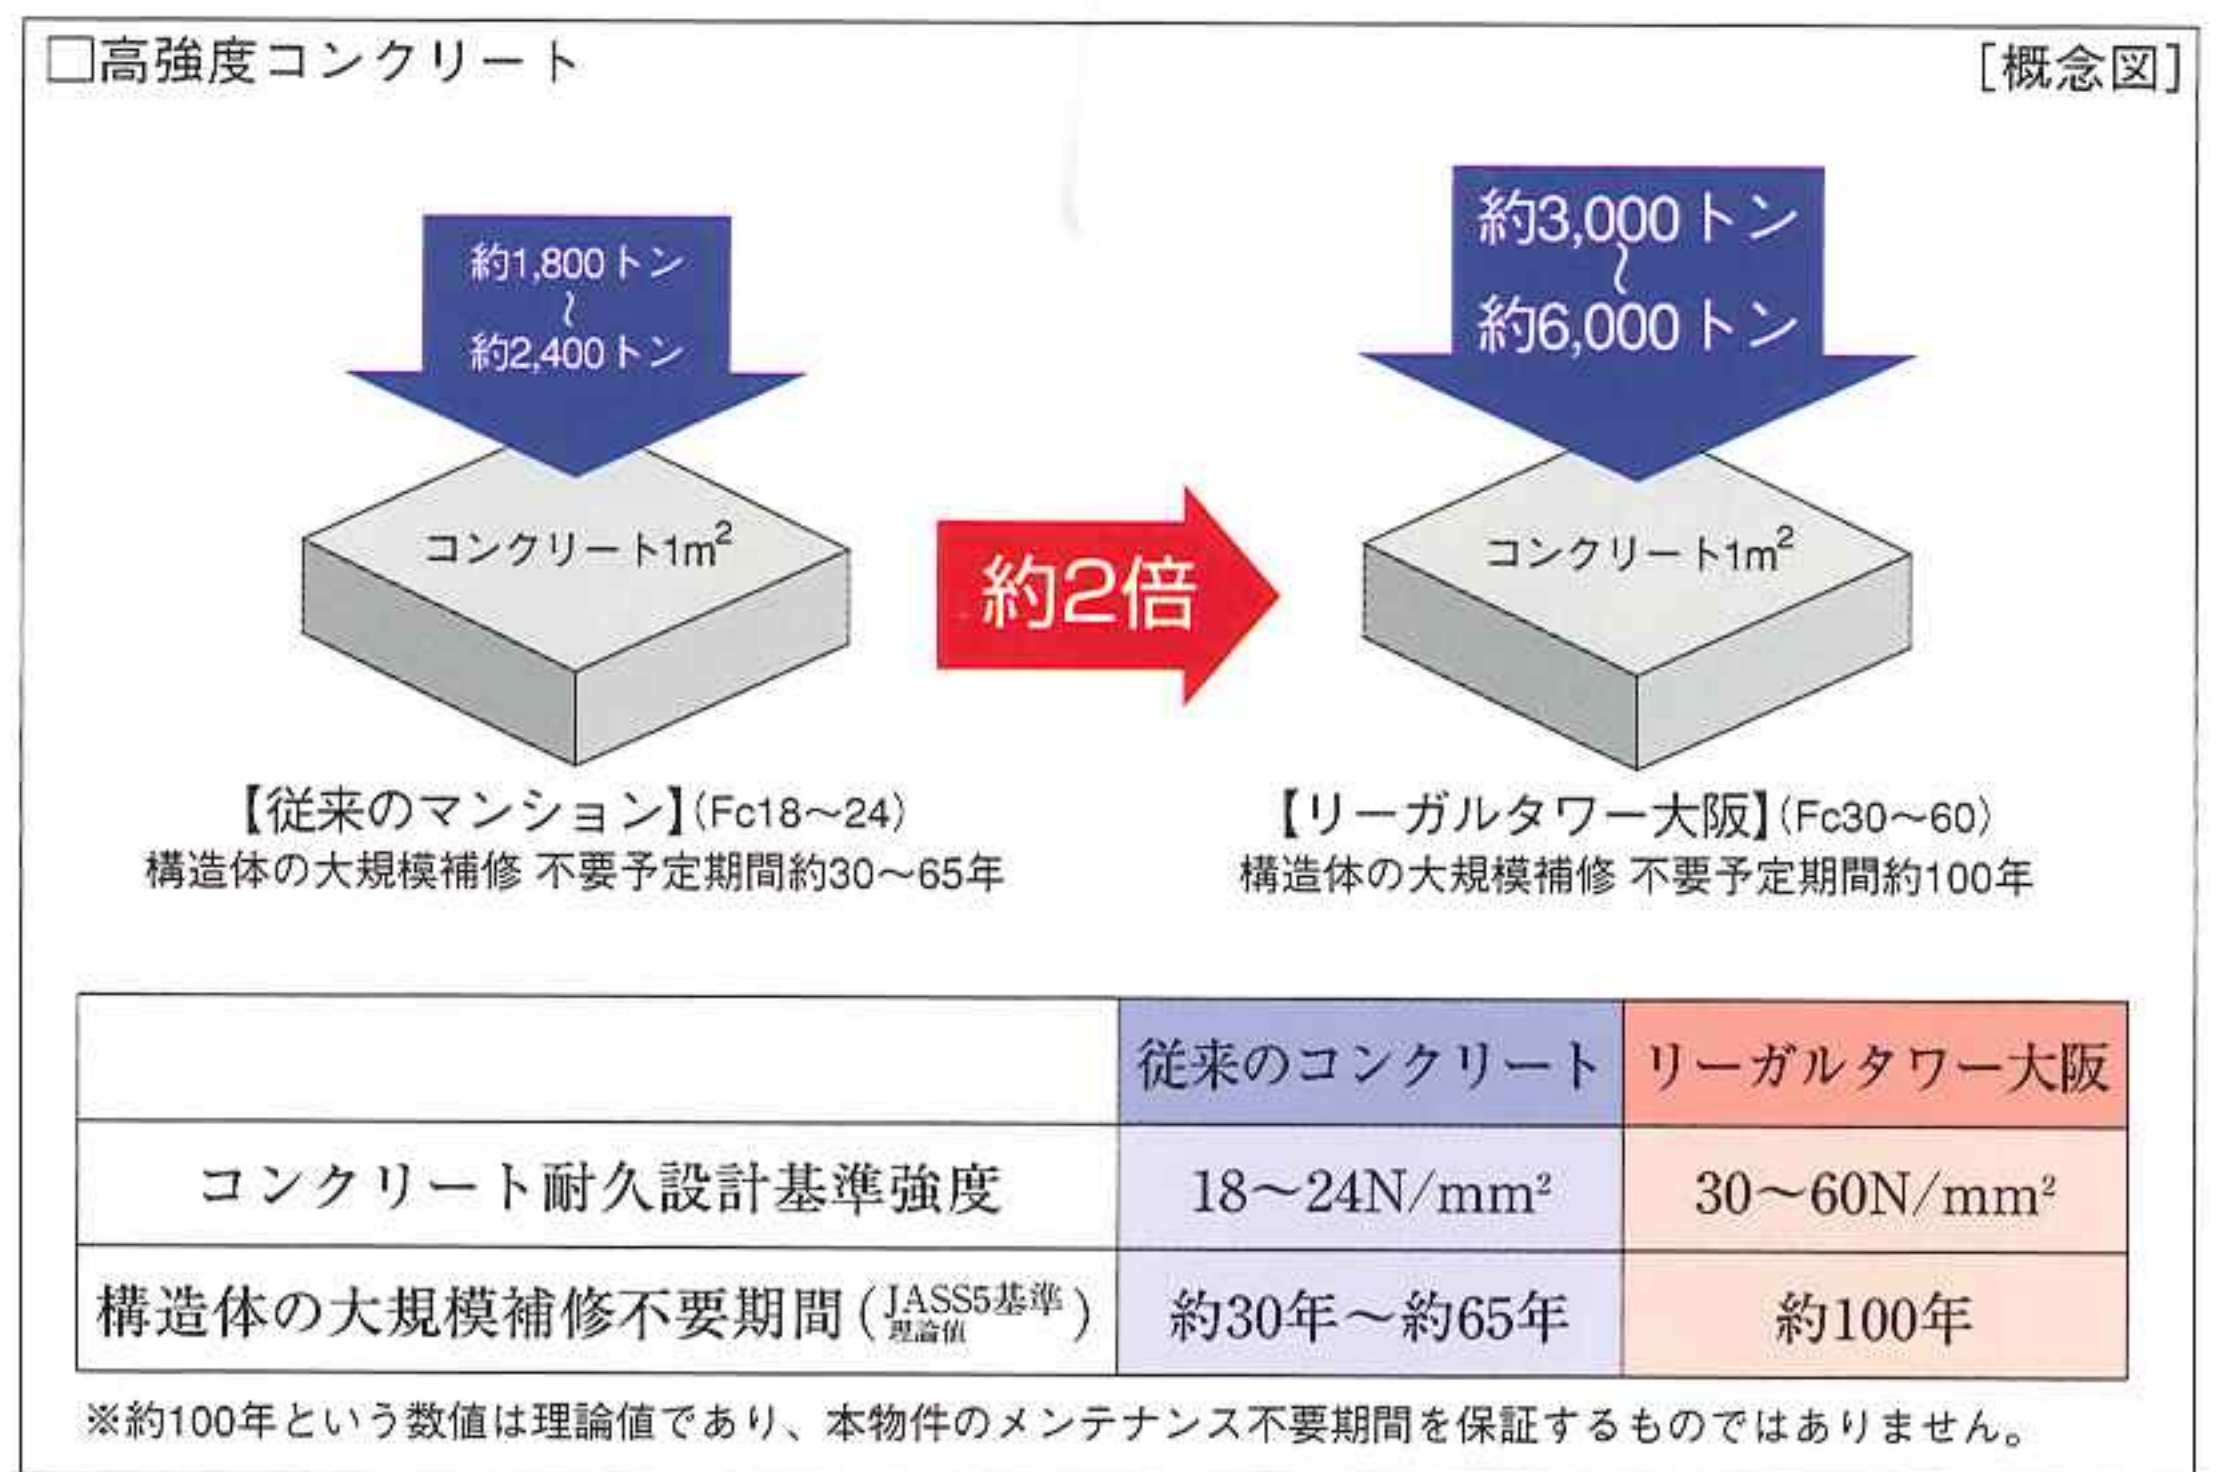 □高強度コンクリート
[概念図]
約1,800トン
〜
約2,400トン
コンクリート1m²
約2倍
約3,000トン
〜
約6,000トン
コンクリート1m²
【従来のマンション】(Fc18〜24)
構造体の大規模補修 不要予定期間約30〜65年
【リーガルタワー大阪】(Fc30〜60)
構造体の大規模補修 不要予定期間約100年
従来のコンクリート リーガルタワー大阪
コンクリート耐久設計基準強度 18〜24N/mm² 30〜60N/mm²
構造体の大規模補修不要期間(JASS5基準理論値) 約30年〜約65年 約100年
※約100年という数値は理論値であり、本物件のメンテナンス不要期間を保証するものではありません。